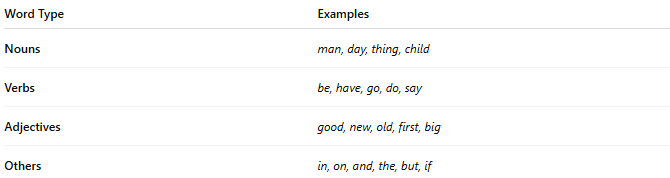 Word Type Examples
Nouns man, day, thing, child
Verbs be, have, go, do, say
Adjectives good, new, old, first, big
Others in, on, and, the, but, if